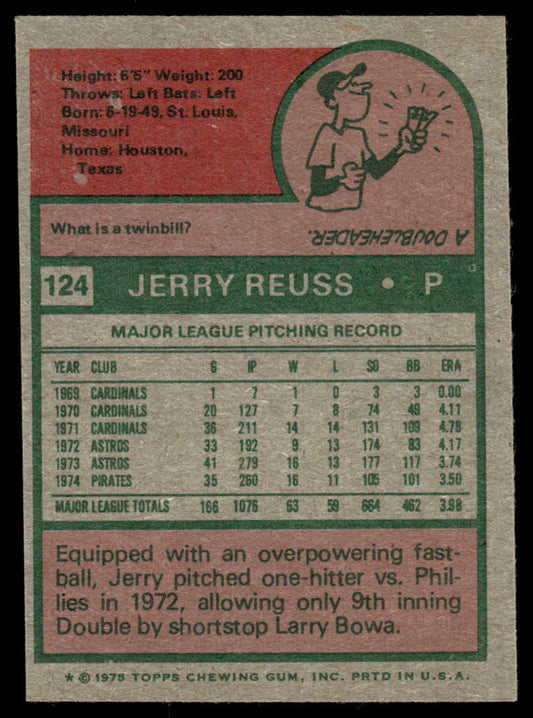 Height: 6'5" Weight: 200
Throws: Left Bats: Left
Born: 6-19-49, St. Louis,
Missouri
Home: Houston,
Texas
What is a twinbill?
A DOUBLEHEADER.
124 JERRY REUSS • P
MAJOR LEAGUE PITCHING RECORD
YEAR CLUB G IP W L SO BB ERA
1969 CARDINALS 1 7 1 0 3 3 0.00
1970 CARDINALS 20 127 7 8 74 49 4.11
1971 CARDINALS 36 211 14 14 131 109 4.78
1972 ASTROS 33 192 9 13 174 83 4.17
1973 ASTROS 41 279 16 13 177 117 3.74
1974 PIRATES 35 260 16 11 105 101 3.50
MAJOR LEAGUE TOTALS 166 1076 63 59 664 462 3.98
Equipped with an overpowering fast-
ball, Jerry pitched one-hitter vs. Phil-
lies in 1972, allowing only 9th inning
Double by shortstop Larry Bowa.
* © 1975 TOPPS CHEWING GUM, INC. PRTD IN U.S.A.